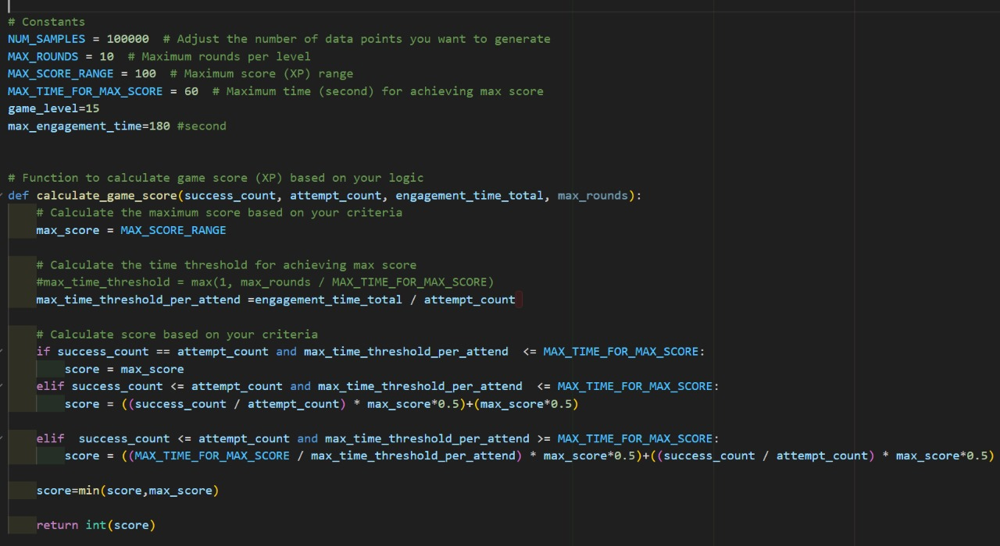 # Constants
NUM_SAMPLES = 100000  # Adjust the number of data points you want to generate
MAX_ROUNDS = 10  # Maximum rounds per level
MAX_SCORE_RANGE = 100  # Maximum score (XP) range
MAX_TIME_FOR_MAX_SCORE = 60  # Maximum time (second) for achieving max score
game_level=15
max_engagement_time=180 #second
# Function to calculate game score (XP) based on your logic
def calculate_game_score(success_count, attempt_count, engagement_time_total, max_rounds):
    # Calculate the maximum score based on your criteria
    max_score = MAX_SCORE_RANGE
    # Calculate the time threshold for achieving max score
    #max_time_threshold = max(1, max_rounds / MAX_TIME_FOR_MAX_SCORE)
    max_time_threshold_per_attend =engagement_time_total / attempt_count
    # Calculate score based on your criteria
    if success_count == attempt_count and max_time_threshold_per_attend  <= MAX_TIME_FOR_MAX_SCORE:
        score = max_score
    elif success_count <= attempt_count and max_time_threshold_per_attend  <= MAX_TIME_FOR_MAX_SCORE:
        score = ((success_count / attempt_count) * max_score*0.5)+(max_score*0.5)
    elif  success_count <= attempt_count and max_time_threshold_per_attend >= MAX_TIME_FOR_MAX_SCORE:
        score = ((MAX_TIME_FOR_MAX_SCORE / max_time_threshold_per_attend) * max_score*0.5)+((success_count / attempt_count) * max_score*0.5)
    score=min(score,max_score)
    return int(score)